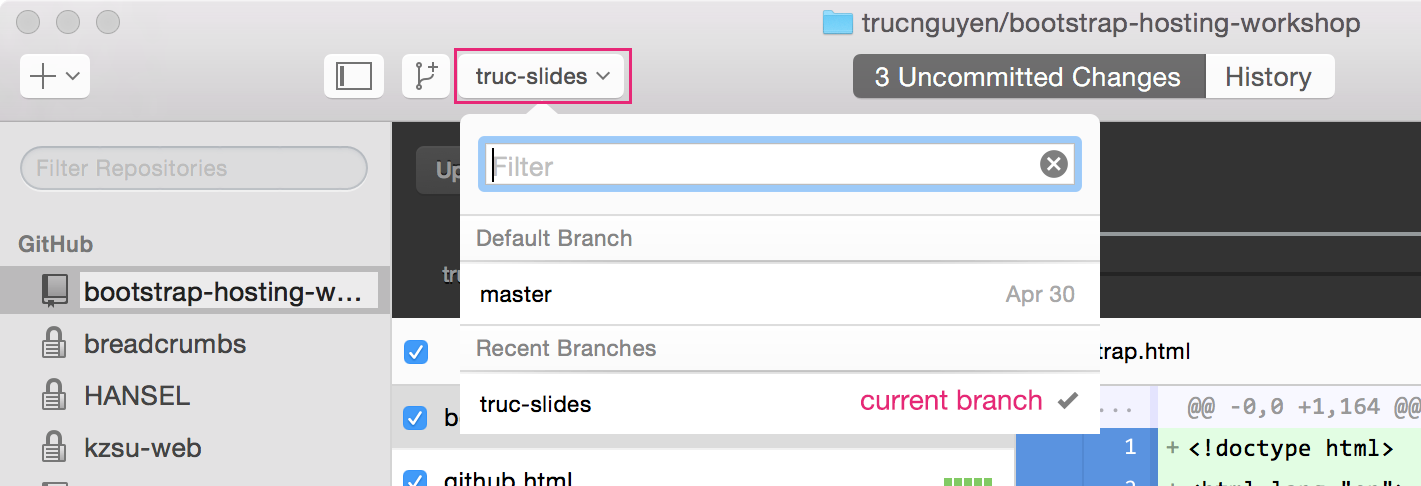 trucnguyen/bootstrap-hosting-workshop
truc-slides
3 Uncommitted Changes
History
Filter Repositories
Up
Filter
GitHub
Default Branch
bootstrap-hosting-w...
master
Apr 30
breadcrumbs
Recent Branches
trap.html
HANSEL
truc-slides
current branch
...
@@ -0,0 +1,164 @@
kzsu-web
b
1
+ <!doctype html>
github.html